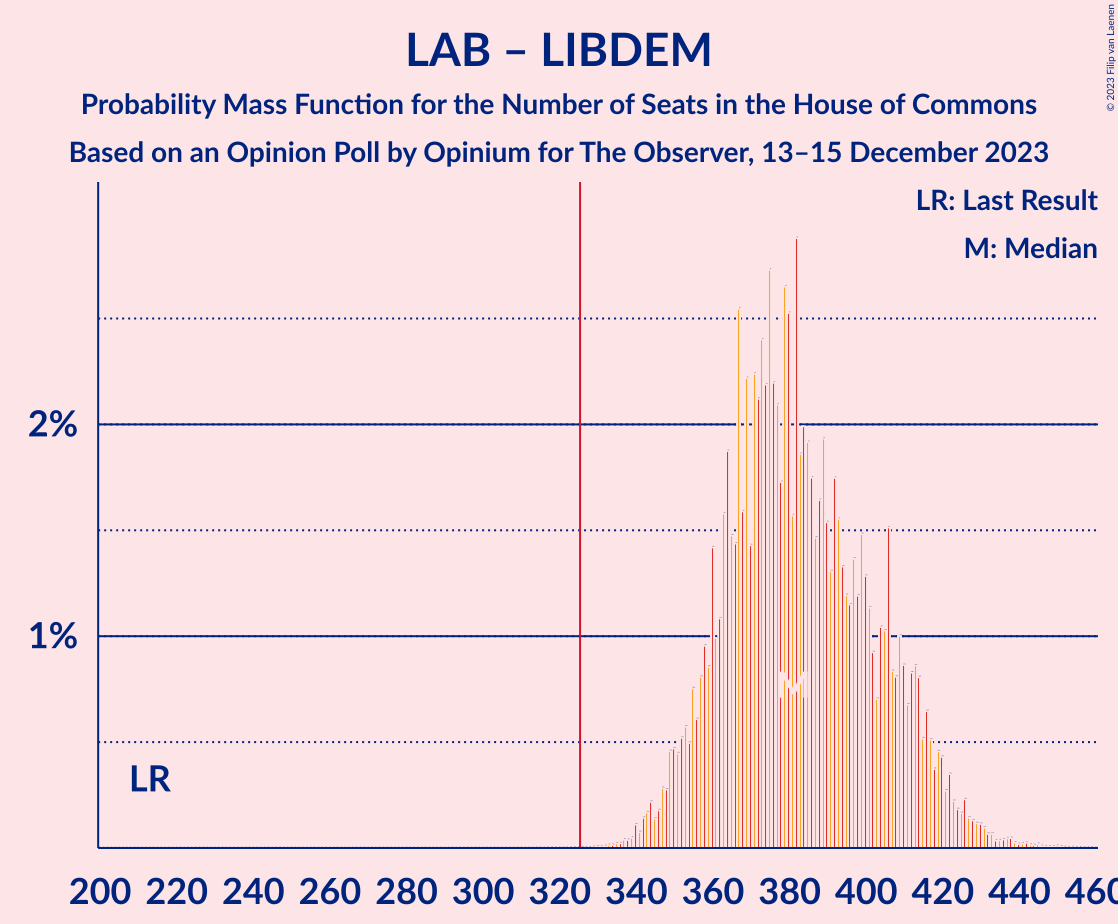 LAB – LIBDEM
Probability Mass Function for the Number of Seats in the House of Commons
Based on an Opinion Poll by Opinium for The Observer, 13–15 December 2023
© 2023 Filip van Laenen
LR: Last Result
M: Median
2%
1%
LR
M
200 220 240 260 280 300 320 340 360 380 400 420 440 460